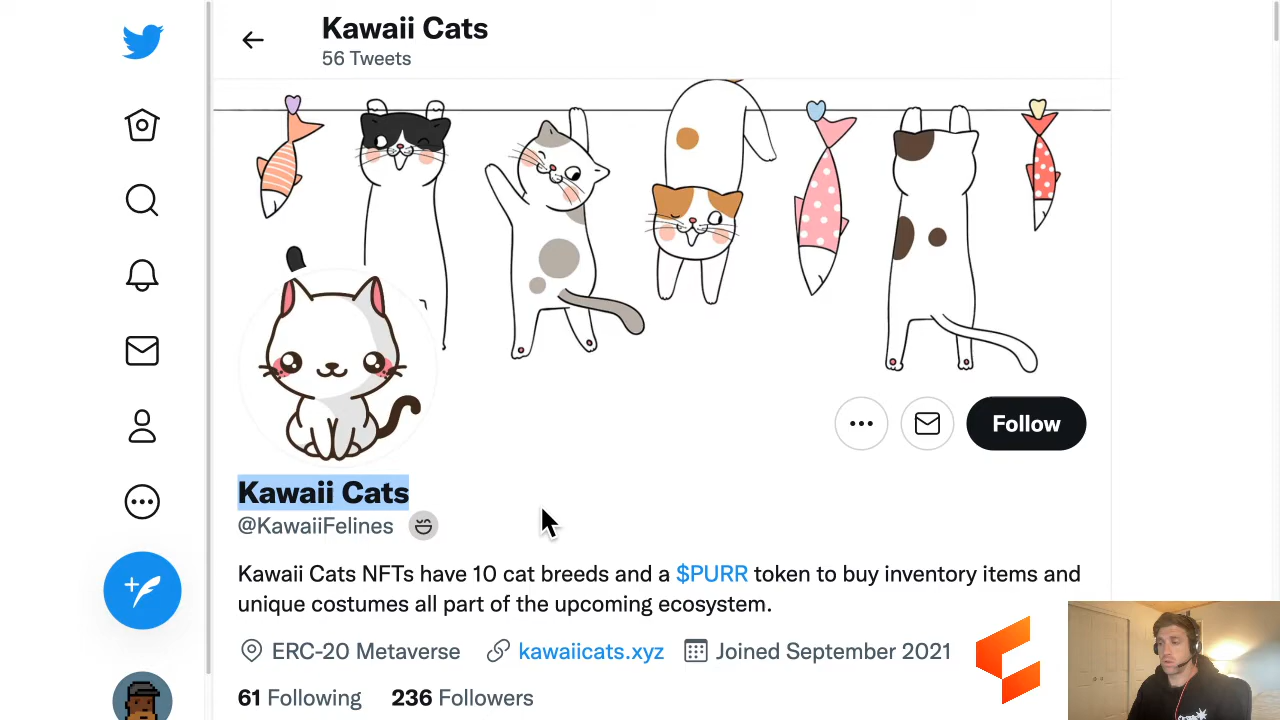 Kawaii Cats
56 Tweets
Follow
Kawaii Cats
@KawaiiFelines
Kawaii Cats NFTs have 10 cat breeds and a $PURR token to buy inventory items and
unique costumes all part of the upcoming ecosystem.
ERC-20 Metaverse kawaiicats.xyz Joined September 2021
61 Following 236 Followers